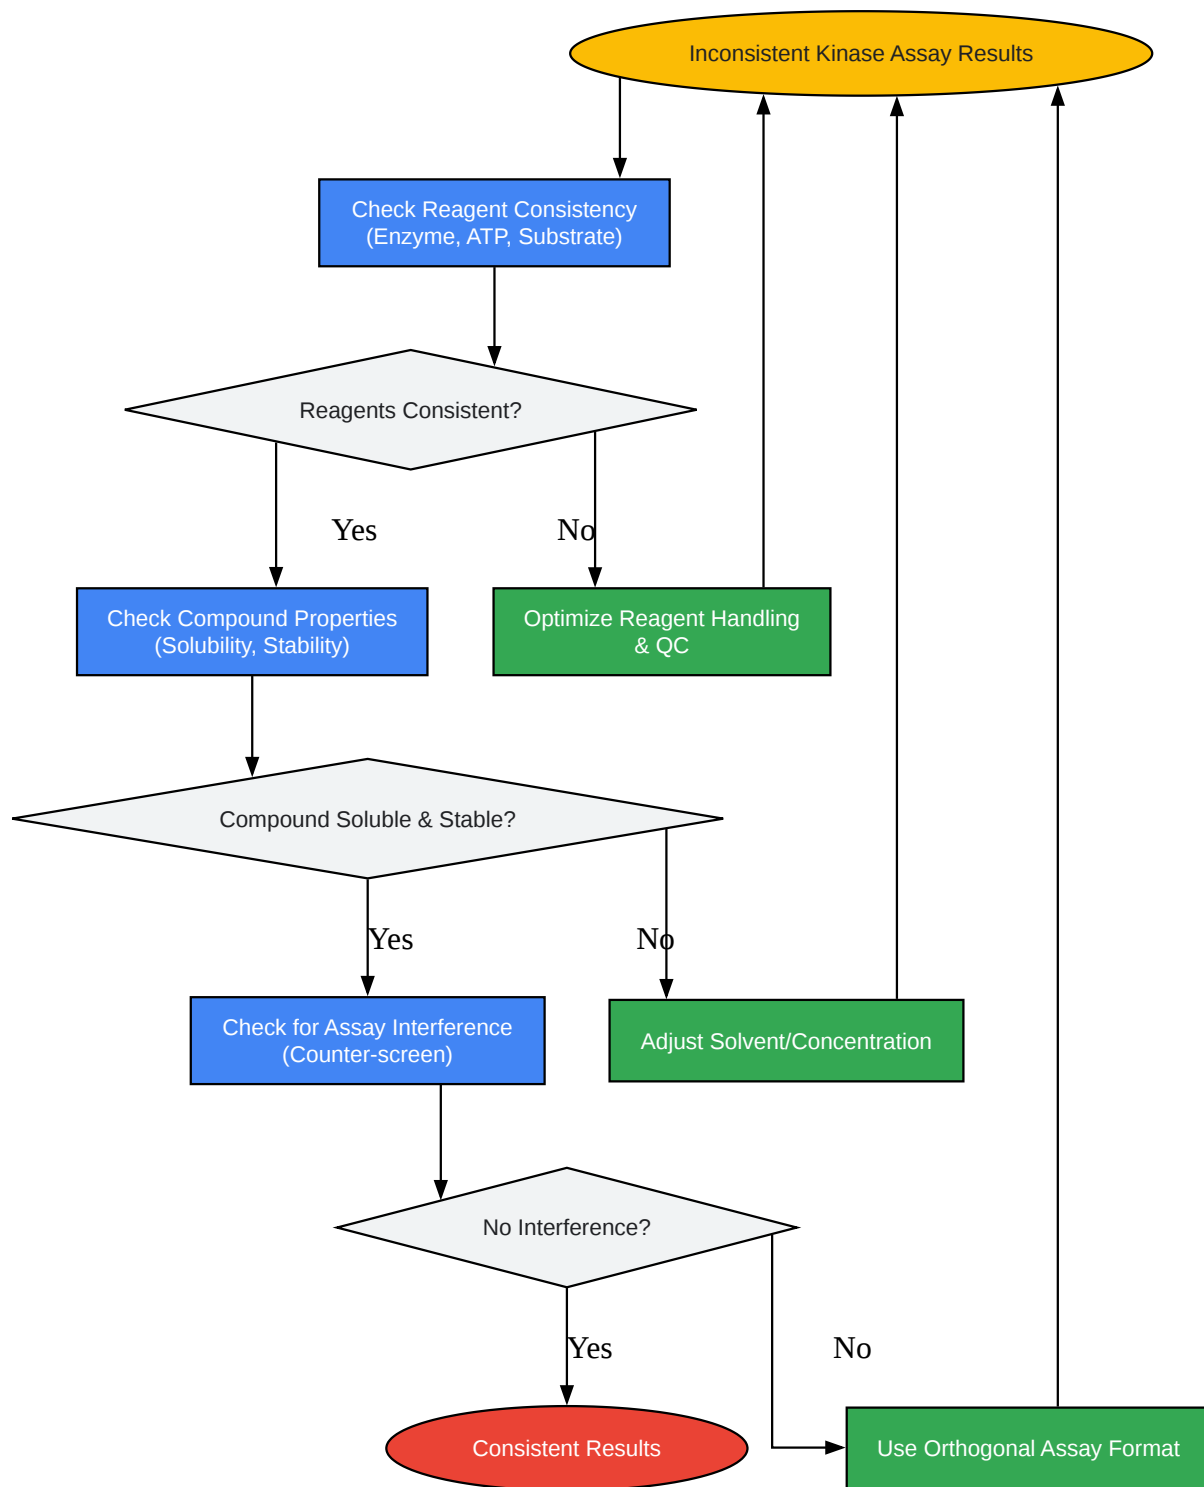 Inconsistent Kinase Assay Results
Check Reagent Consistency
(Enzyme, ATP, Substrate)
Reagents Consistent?
Yes
No
Check Compound Properties
(Solubility, Stability)
Optimize Reagent Handling
& QC
Compound Soluble & Stable?
Yes
No
Check for Assay Interference
(Counter-screen)
Adjust Solvent/Concentration
No Interference?
Yes
No
Consistent Results
Use Orthogonal Assay Format